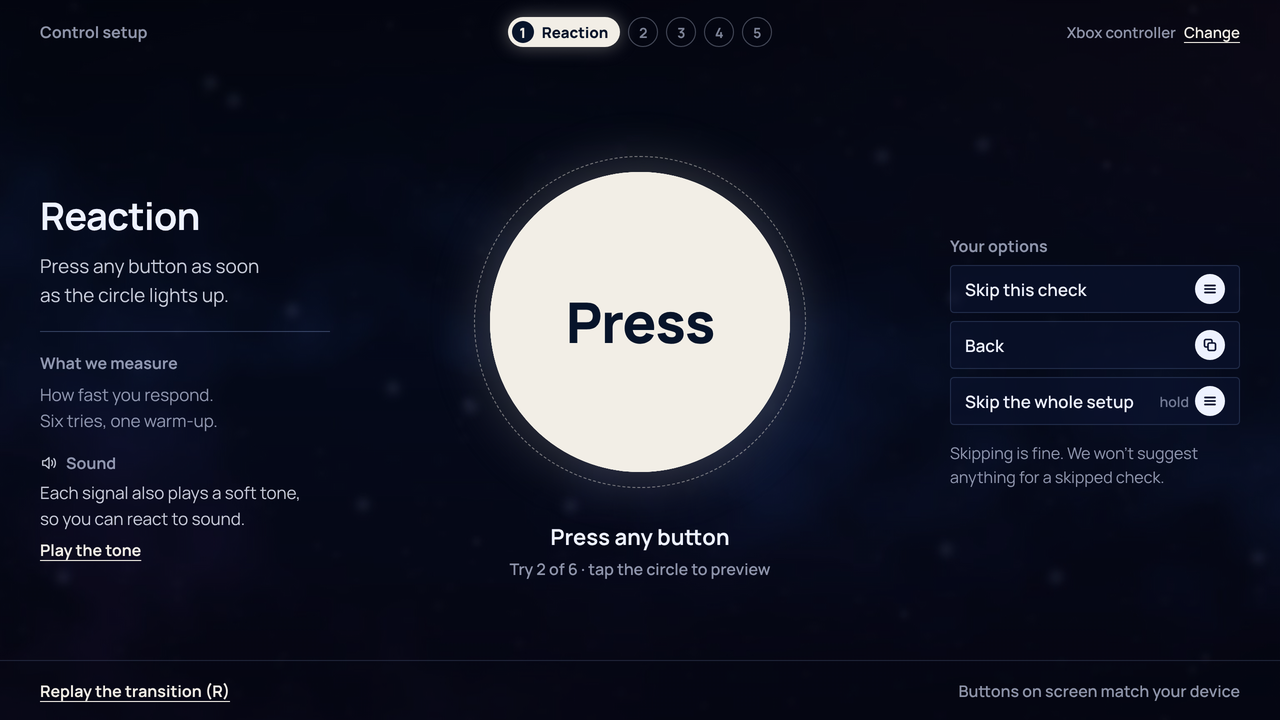 Control setup
1 Reaction 2 3 4 5
Xbox controller Change
Reaction
Press any button as soon
as the circle lights up.
What we measure
How fast you respond.
Six tries, one warm-up.
Sound
Each signal also plays a soft tone,
so you can react to sound.
Play the tone
Press
Press any button
Try 2 of 6 · tap the circle to preview
Your options
Skip this check
Back
Skip the whole setup hold
Skipping is fine. We won't suggest
anything for a skipped check.
Replay the transition (R)
Buttons on screen match your device